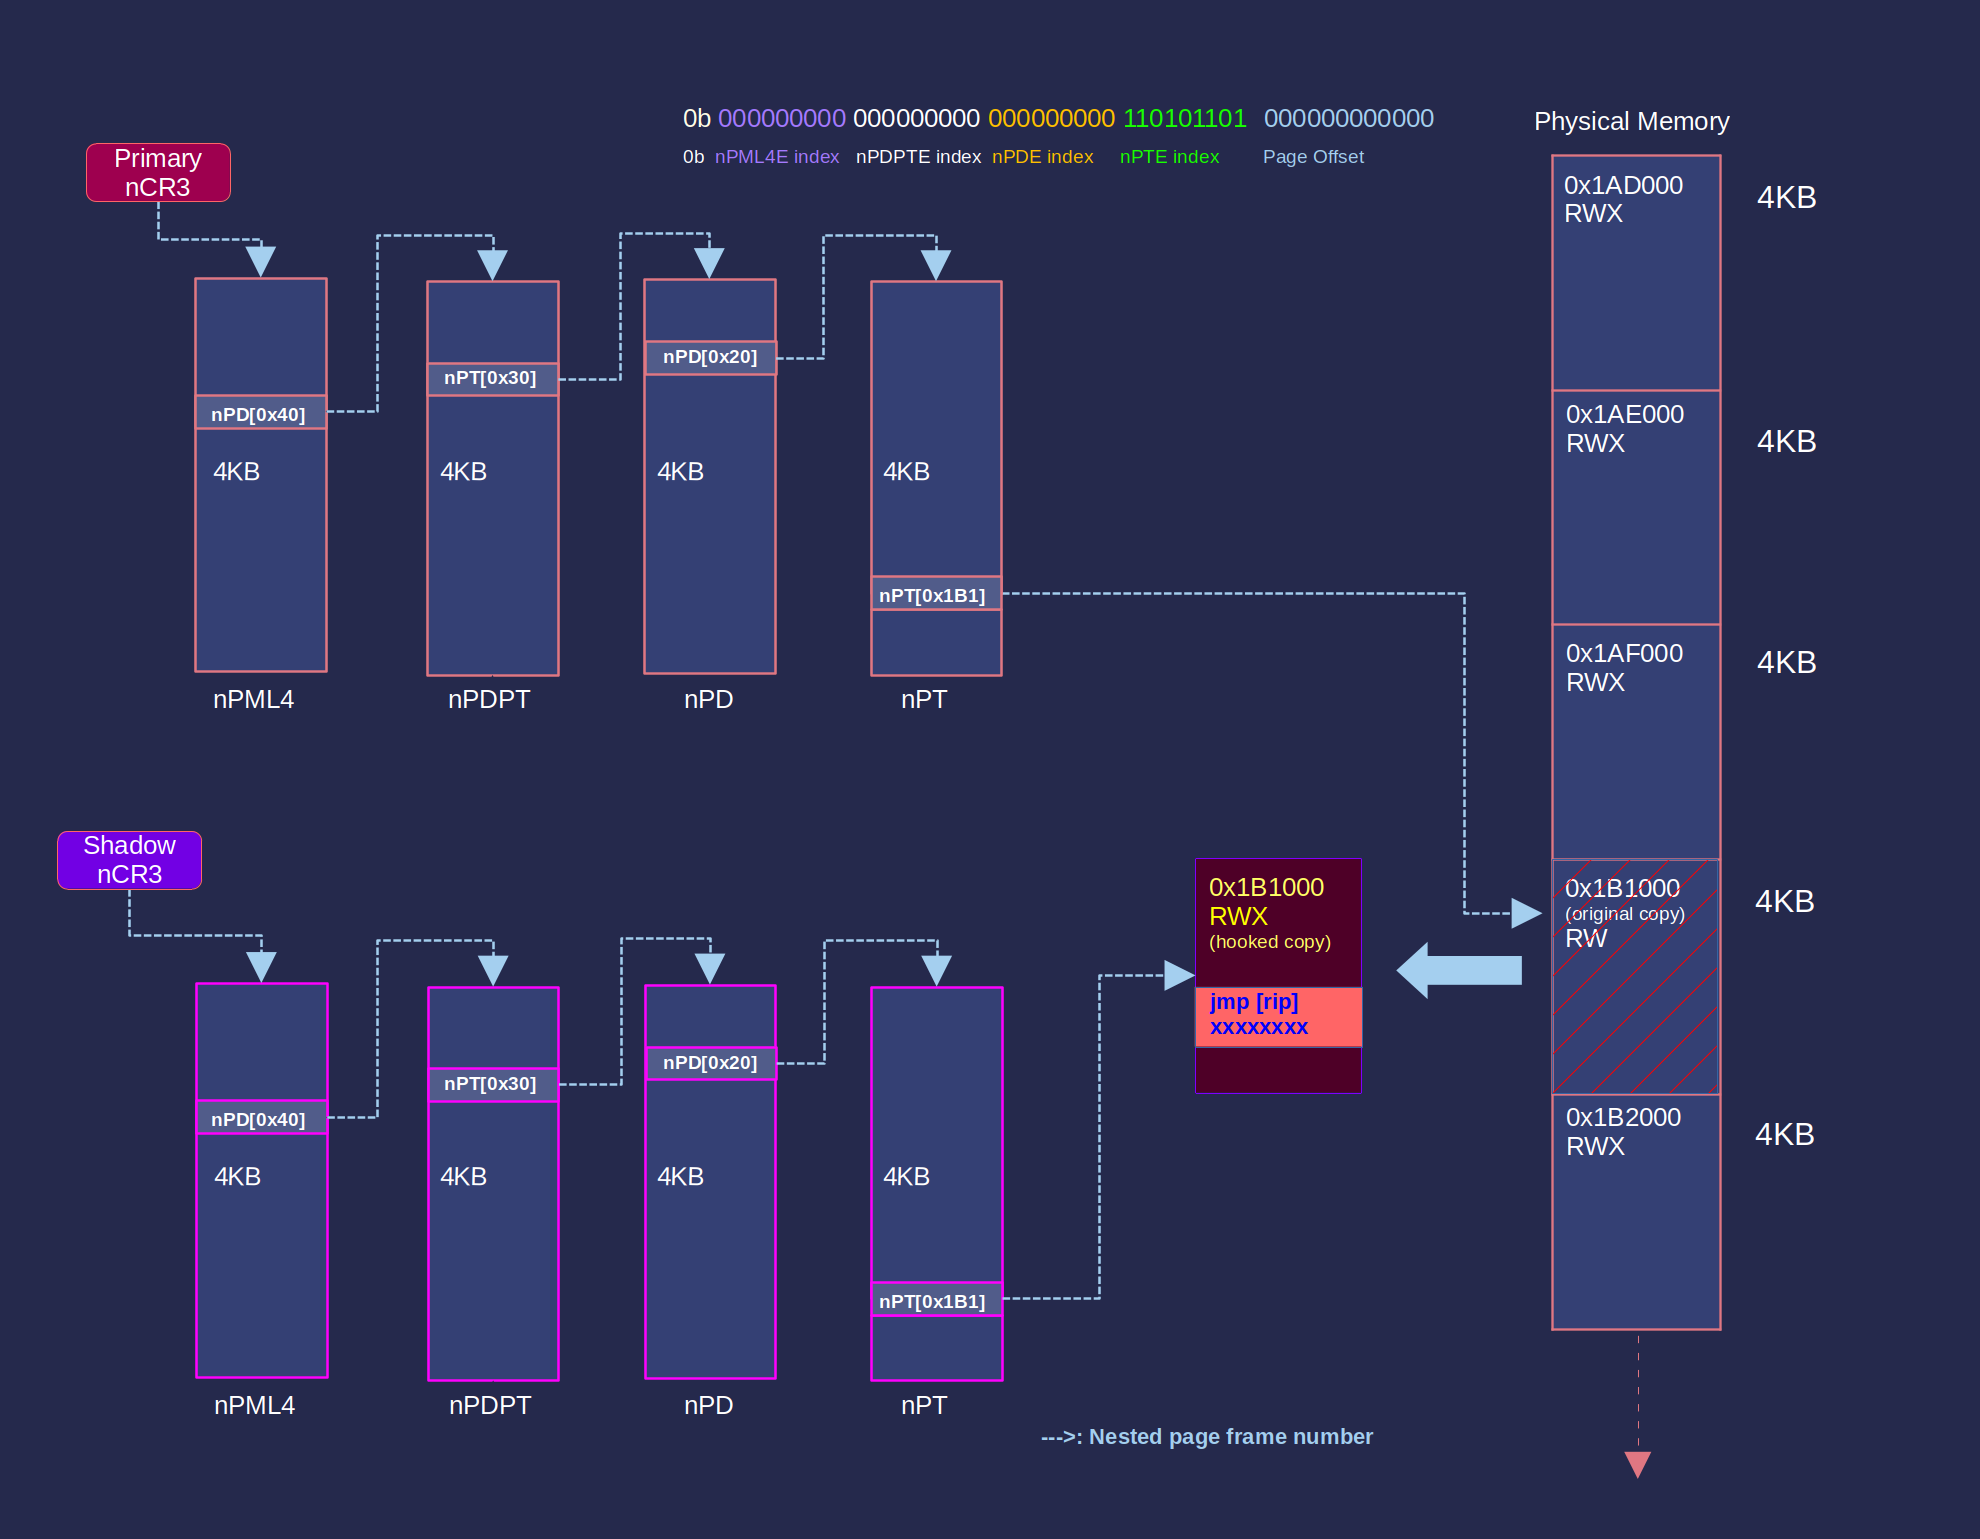 0b 000000000 000000000 000000000 110101101 000000000000
0b nPML4E index nPDPTE index nPDE index nPTE index Page Offset
Physical Memory
Primary
nCR3
nPD[0x40]
4KB
nPML4
nPT[0x30]
4KB
nPDPT
nPD[0x20]
4KB
nPD
4KB
nPT[0x1B1]
nPT
0x1AD000
RWX
4KB
0x1AE000
RWX
4KB
0x1AF000
RWX
4KB
0x1B1000
(original copy)
RW
4KB
0x1B2000
RWX
4KB
Shadow
nCR3
nPD[0x40]
4KB
nPML4
nPT[0x30]
4KB
nPDPT
nPD[0x20]
4KB
nPD
4KB
nPT[0x1B1]
nPT
0x1B1000
RWX
(hooked copy)
jmp [rip]
xxxxxxxx
--->: Nested page frame number